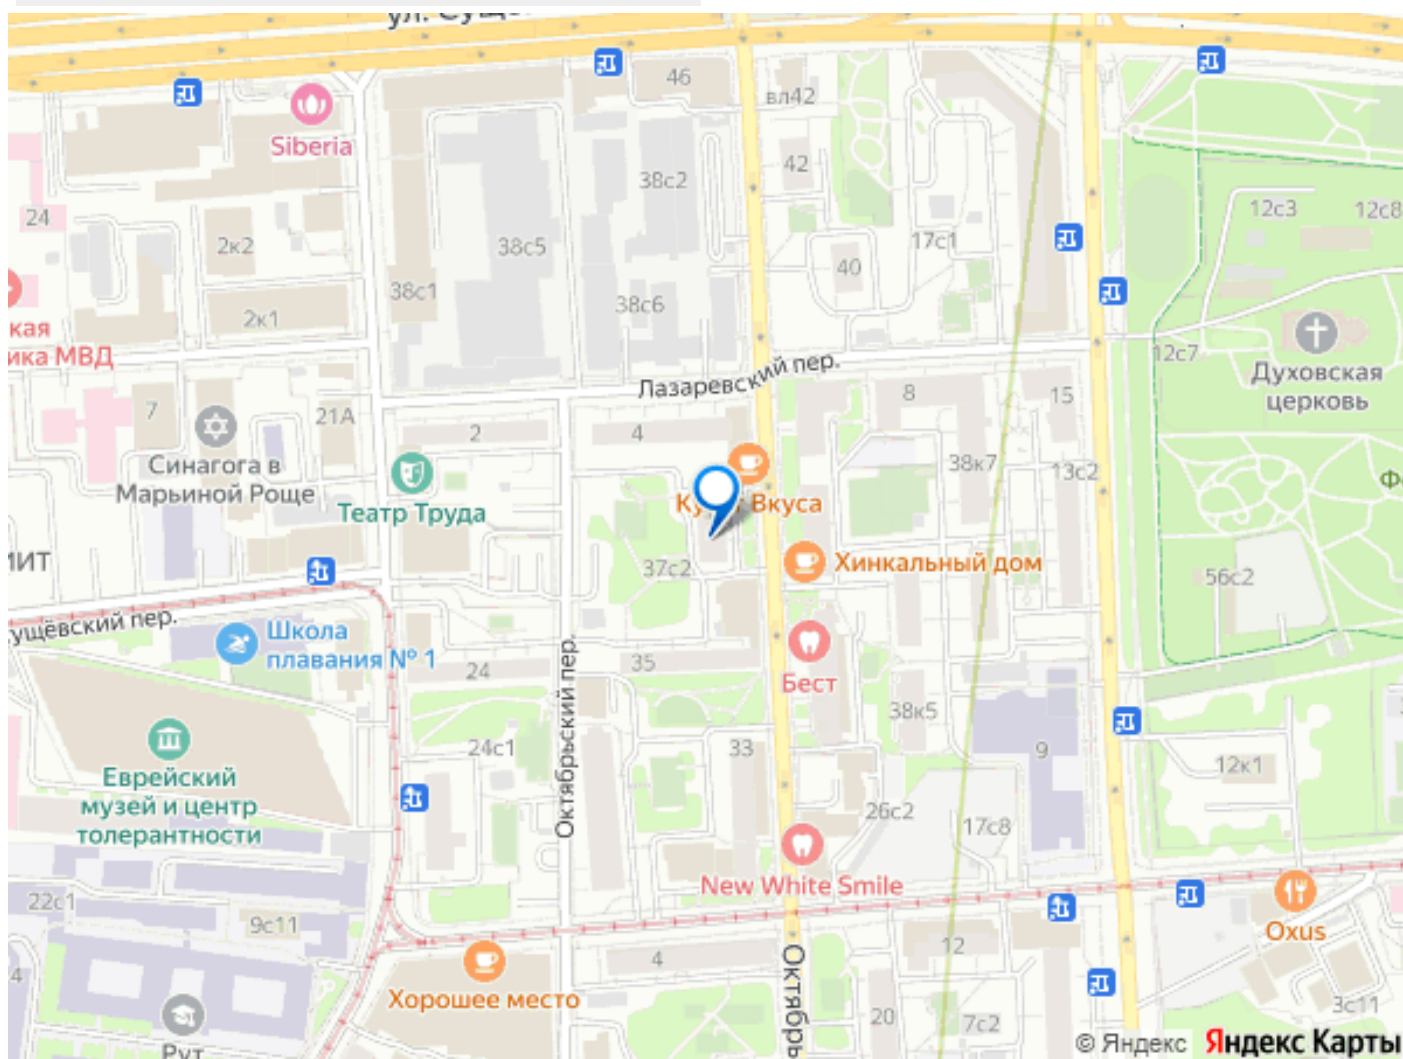 ул. Суще
46
вл42
Siberia
42
38с2
24
12с3
12с8
2к2
38с5
17с1
40
38с1
38с6
2к1
кая
ика МВД
12с7
Лазаревский пер.
Духовская
церковь
7
21А
8
15
2
4
Синагога в
Марьиной Роще
38к7
13с2
Театр Труда
Вкуса
37с2
Хинкальный дом
56с2
ущёвский пер.
Школа
плавания № 1
24
35
Бест
Октябрьский пер.
38к5
24с1
33
9
12к1
Еврейский
музей и центр
толерантности
26с2
17с8
New White Smile
22с1
9с11
Oxus
4
12
4
Октябрь
Хорошее место
20
7с2
3с11
Рут
© Яндекс Яндекс Карты